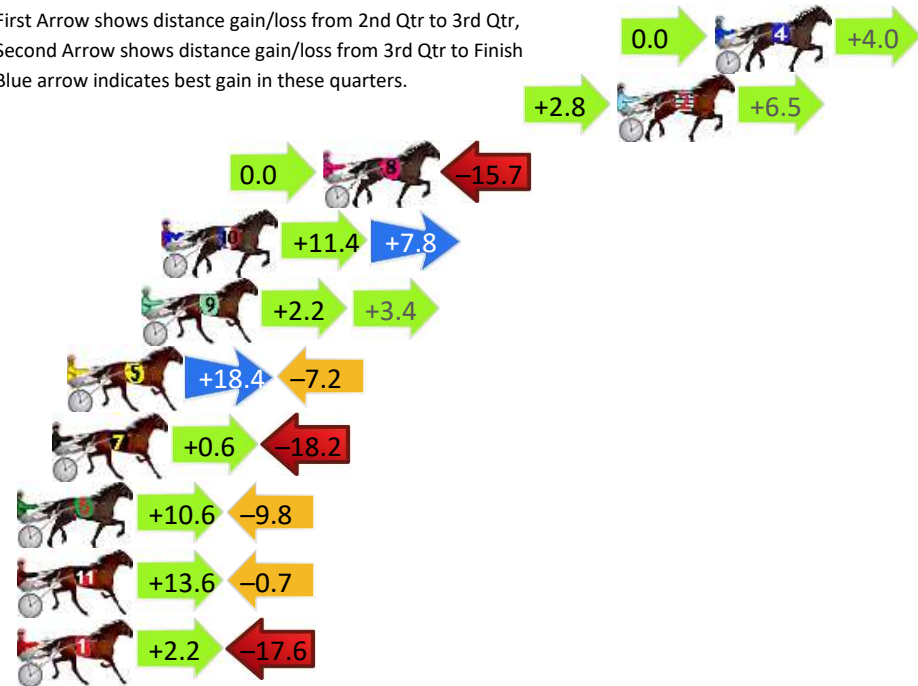 First Arrow shows distance gain/loss from 2nd Qtr to 3rd Qtr,
Second Arrow shows distance gain/loss from 3rd Qtr to Finish
Blue arrow indicates best gain in these quarters.
0.0 4 +4.0
+2.8 +6.5
0.0 8 –15.7
10 +11.4 +7.8
9 +2.2 +3.4
5 +18.4 –7.2
7 +0.6 –18.2
6 +10.6 –9.8
11 +13.6 –0.7
1 +2.2 –17.6